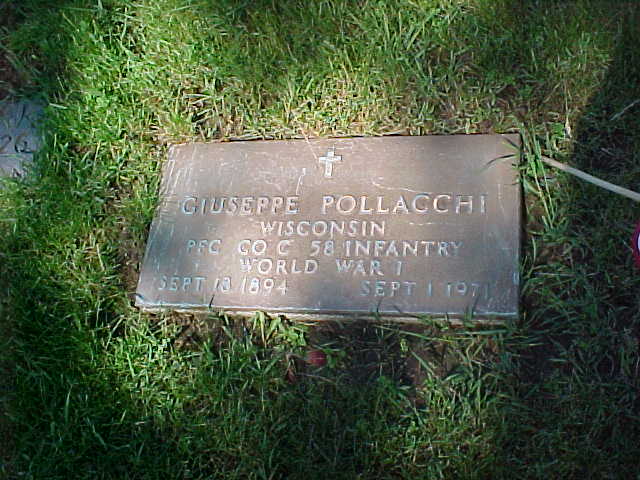 GIUSEPPE POLLACCHI
WISCONSIN
PFC CO C 58 INFANTRY
WORLD WAR I
SEPT 18 1894 SEPT 1 1971